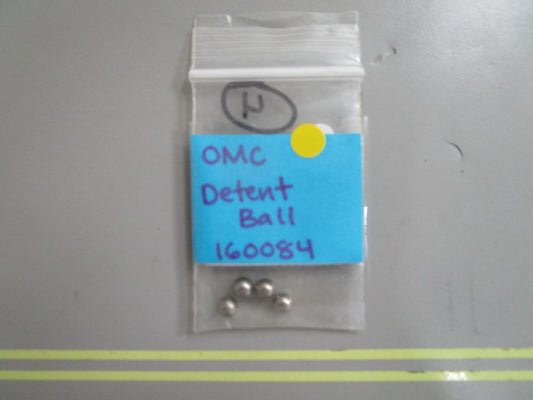 OMC
Detent
Ball
160084